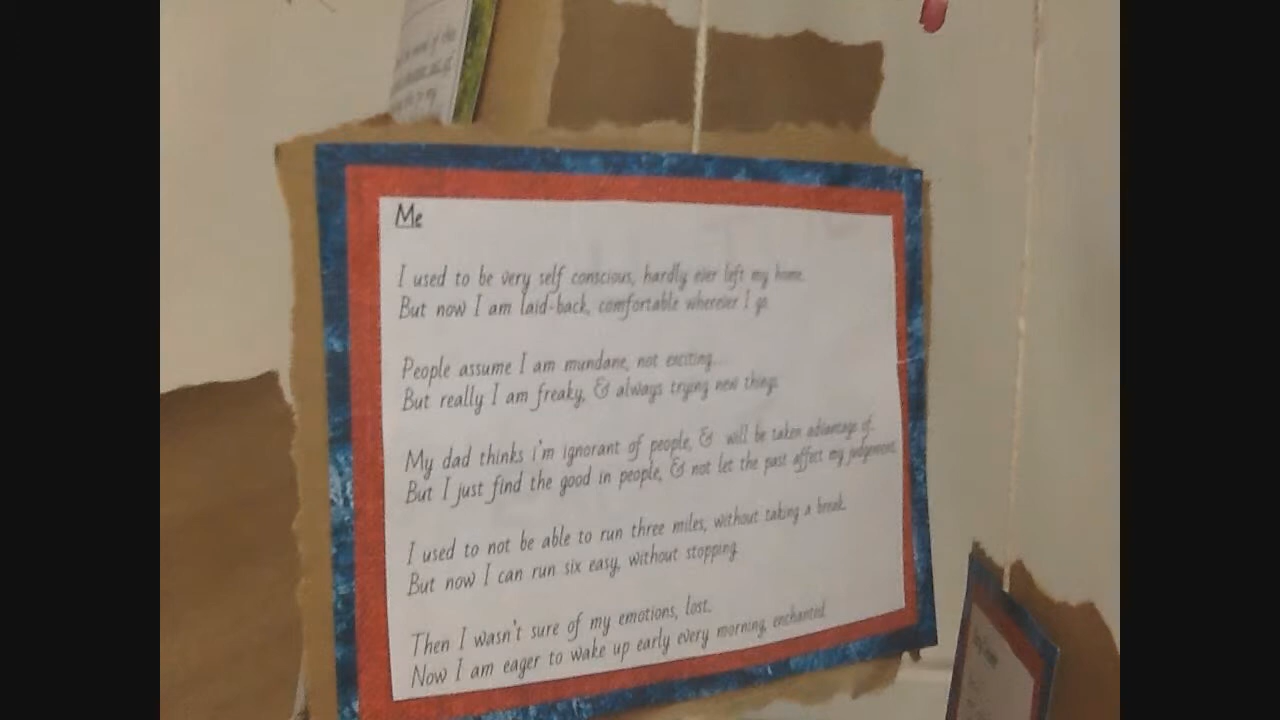 Me
I used to be very self conscious, hardly ever left my home.
But now I am laid-back, comfortable wherever I go.
People assume I am mundane, not exciting...
But really I am freaky, & always trying new things.
My dad thinks i'm ignorant of people, & will be taken advantage of.
But I just find the good in people, & not let the past affect my judgement.
I used to not be able to run three miles, without taking a break.
But now I can run six easy, without stopping.
Then I wasn't sure of my emotions, lost.
Now I am eager to wake up early every morning, enchanted.